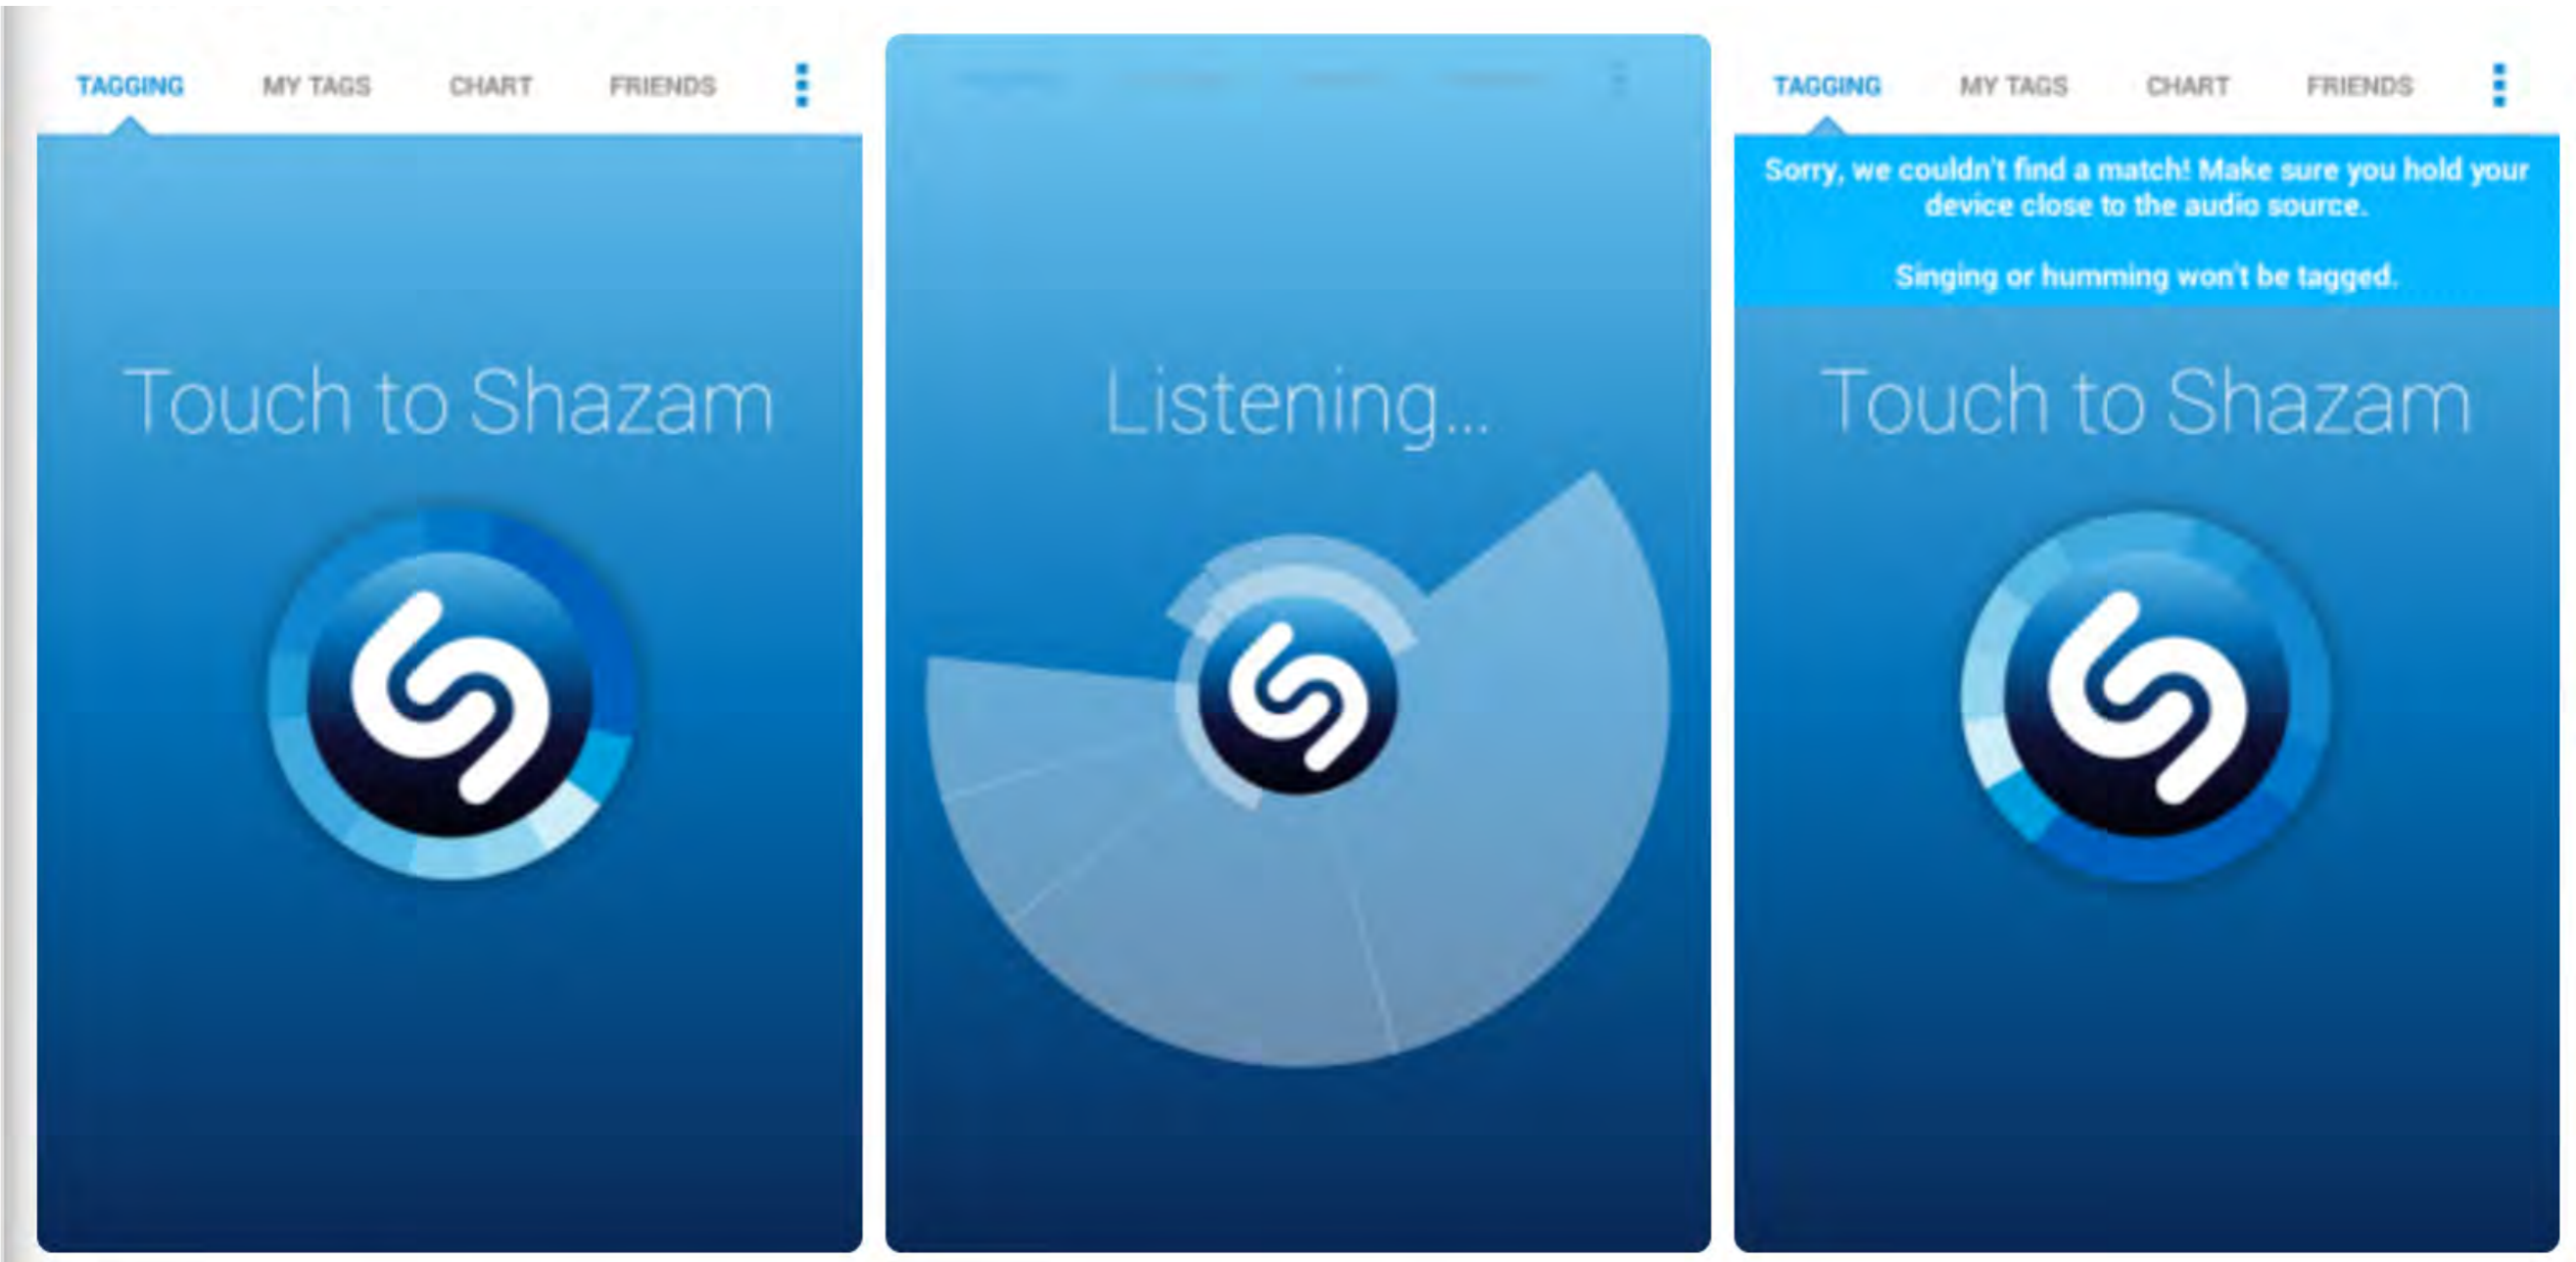 TAGGING MY TAGS CHART FRIENDS
Touch to Shazam
Listening...
TAGGING MY TAGS CHART FRIENDS
Sorry, we couldn't find a match! Make sure you hold your
device close to the audio source.
Singing or humming won't be tagged.
Touch to Shazam